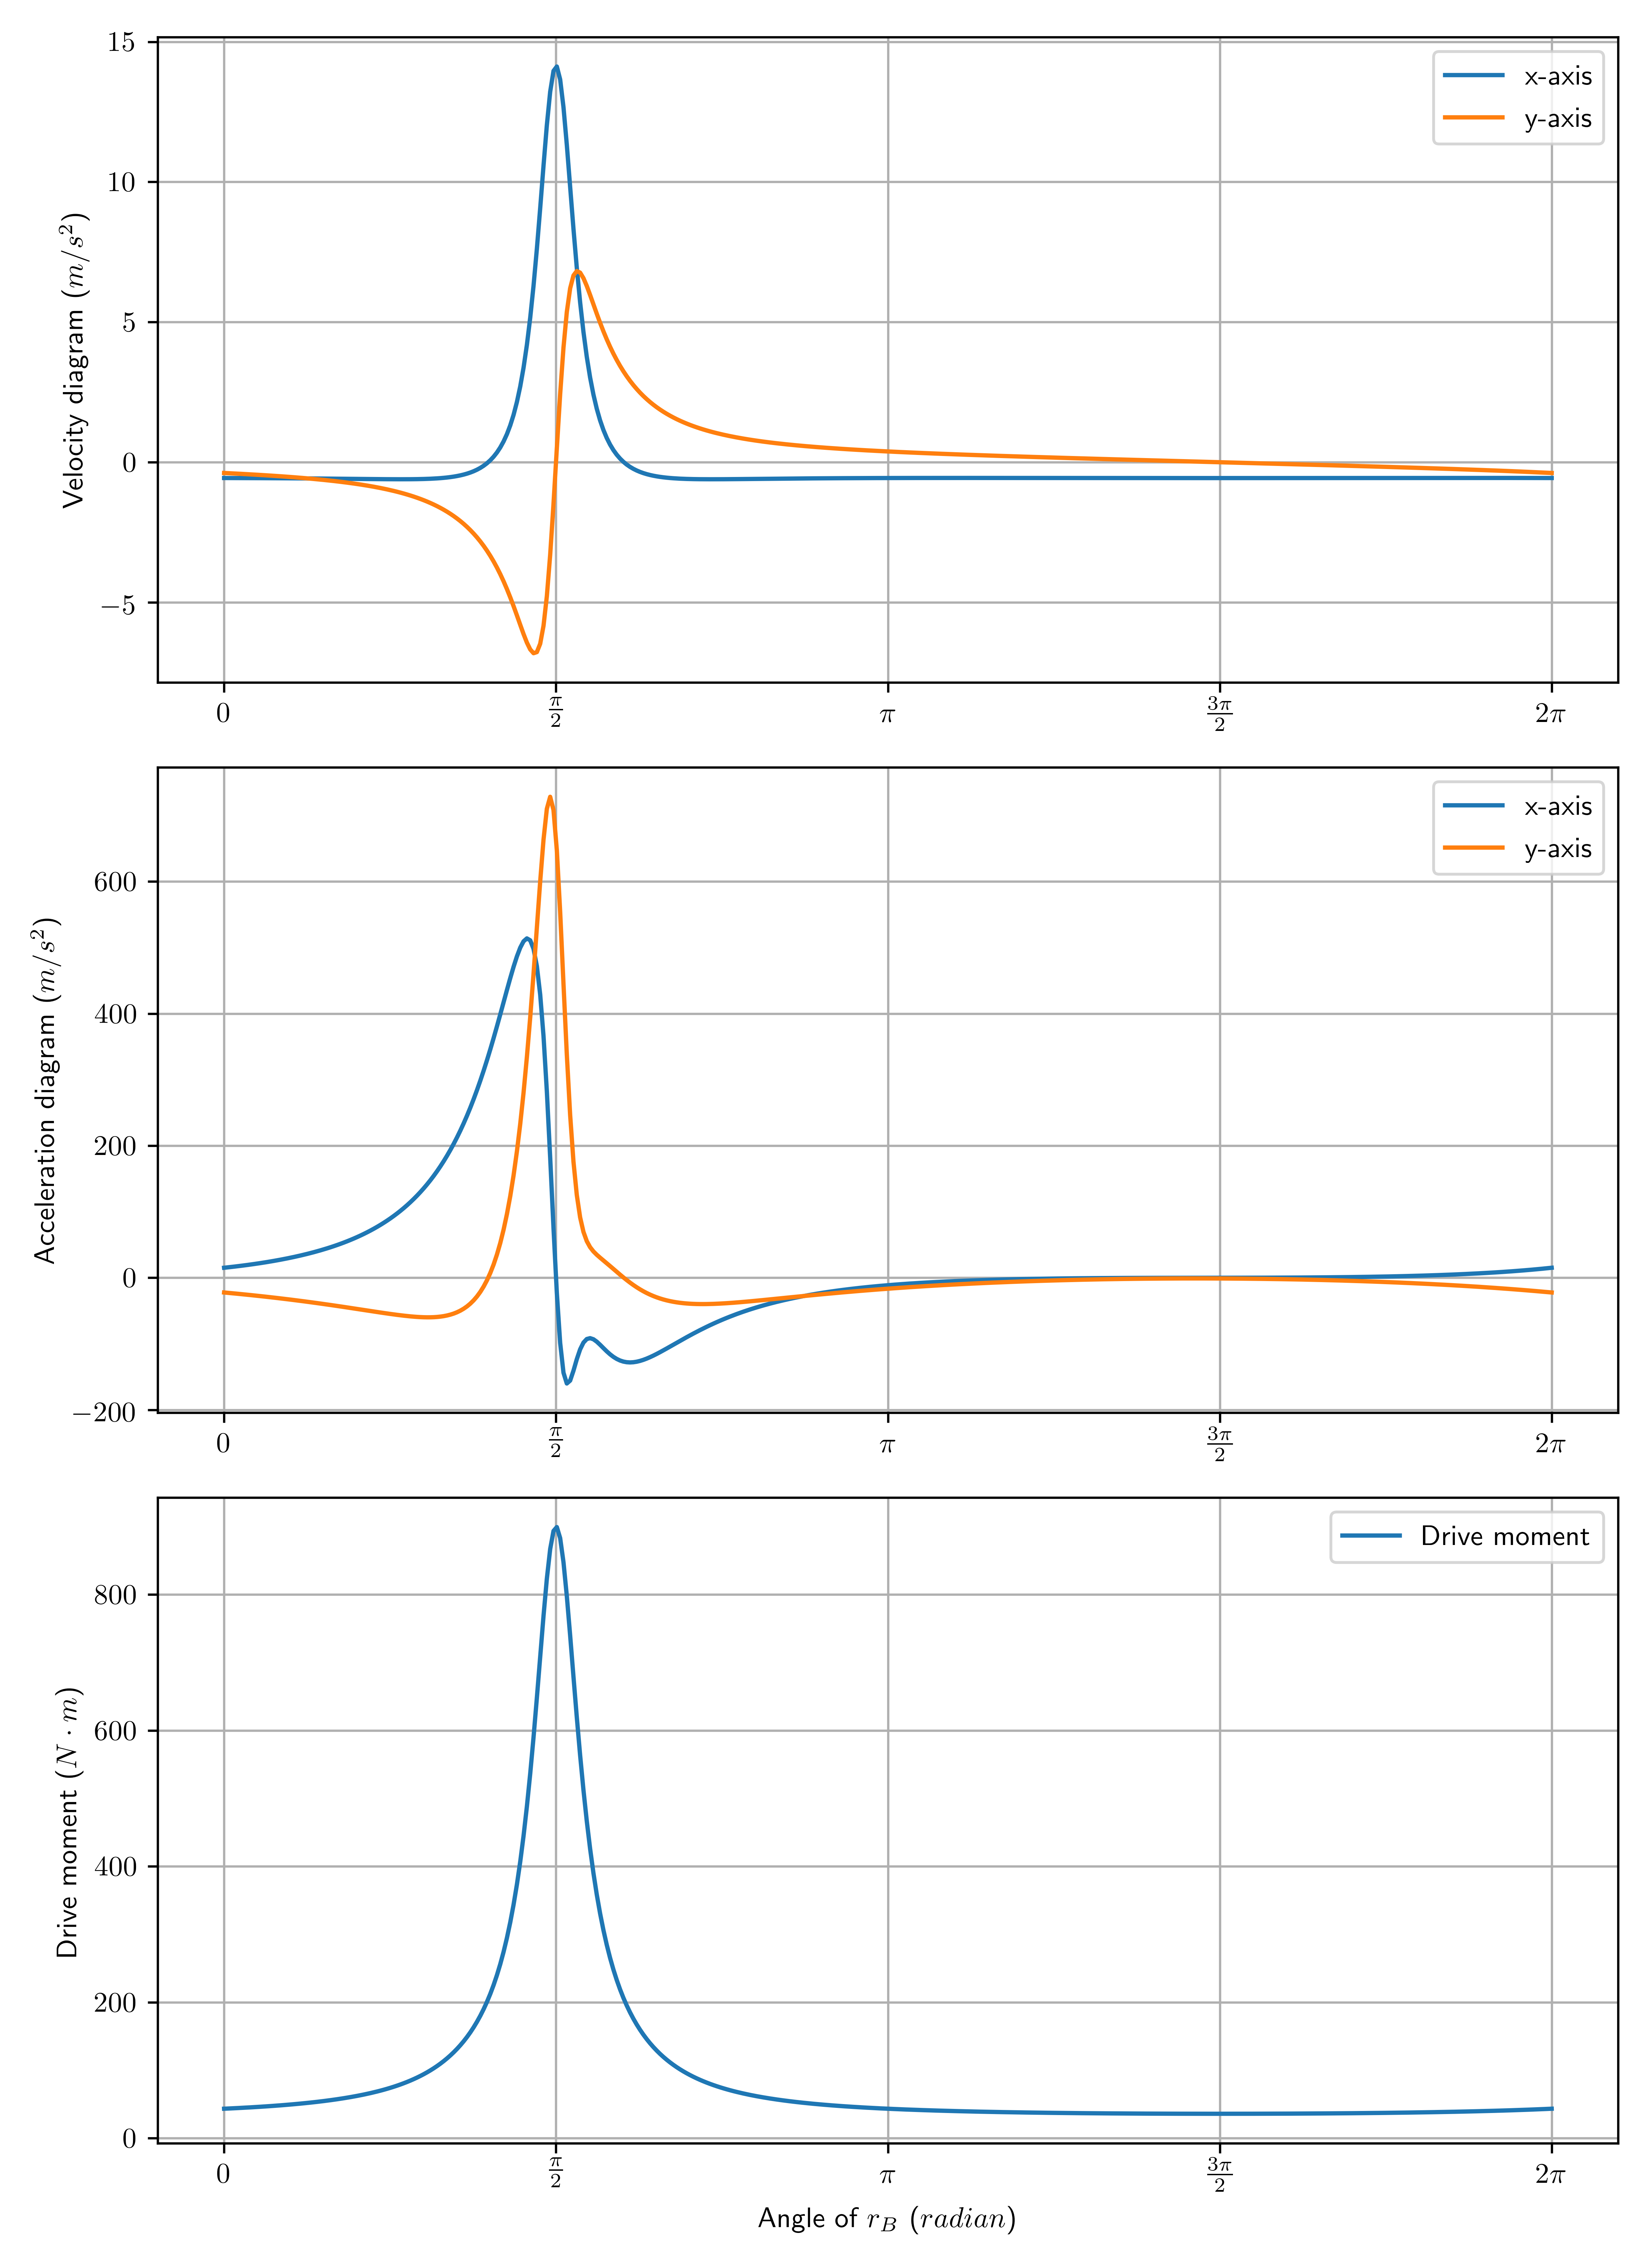 15
10
5
0
−5
Velocity diagram (m/s²)
x-axis
y-axis
0
π/2
π
3π/2
2π
600
400
200
0
−200
Acceleration diagram (m/s²)
x-axis
y-axis
0
π/2
π
3π/2
2π
800
600
400
200
0
Drive moment (N · m)
Drive moment
0
π/2
π
3π/2
2π
Angle of r_B (radian)